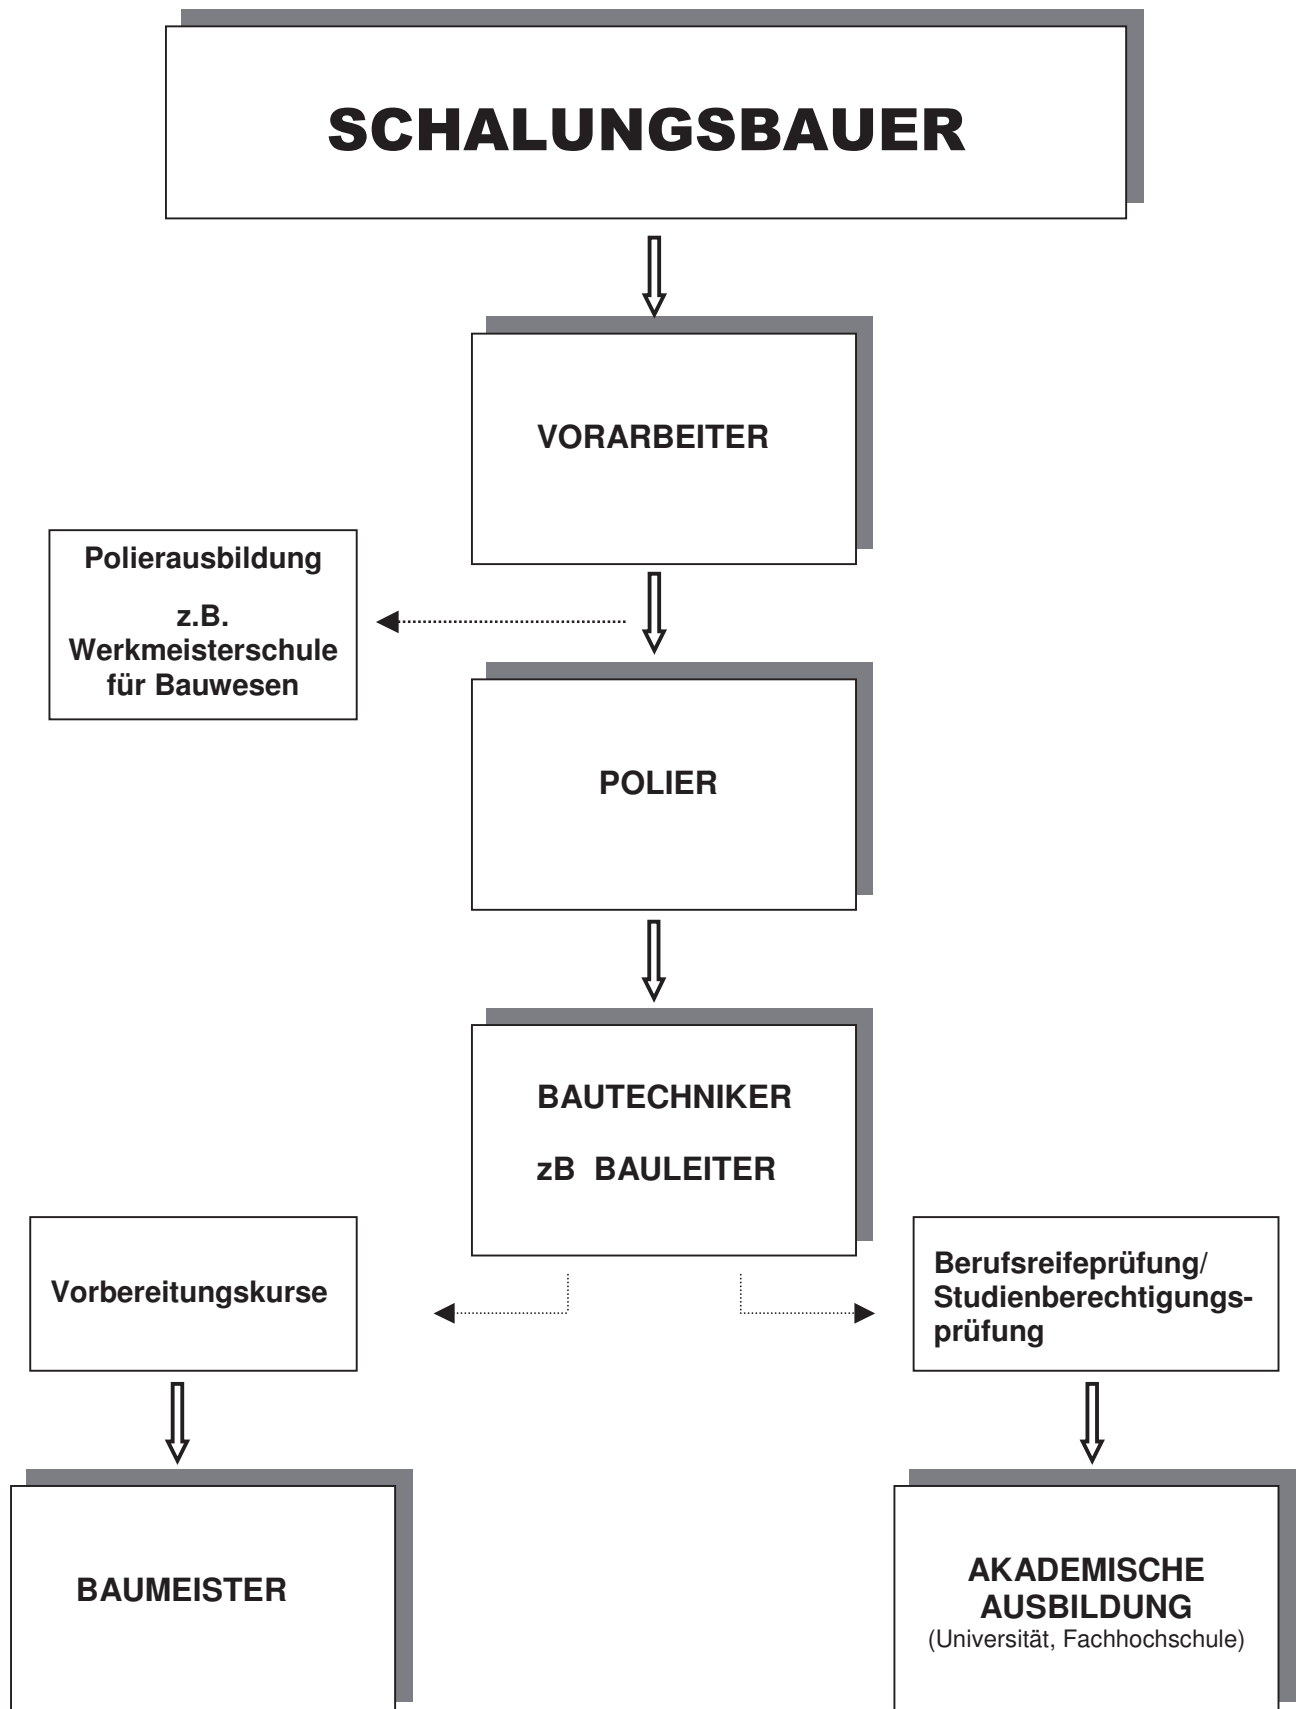 SCHALUNGSBAUER
VORARBEITER
Polierausbildung
z.B.
Werkmeisterschule
für Bauwesen
POLIER
BAUTECHNIKER
zB BAULEITER
Vorbereitungskurse
Berufsreifeprüfung/
Studienberechtigungs-
prüfung
BAUMEISTER
AKADEMISCHE
AUSBILDUNG
(Universität, Fachhochschule)